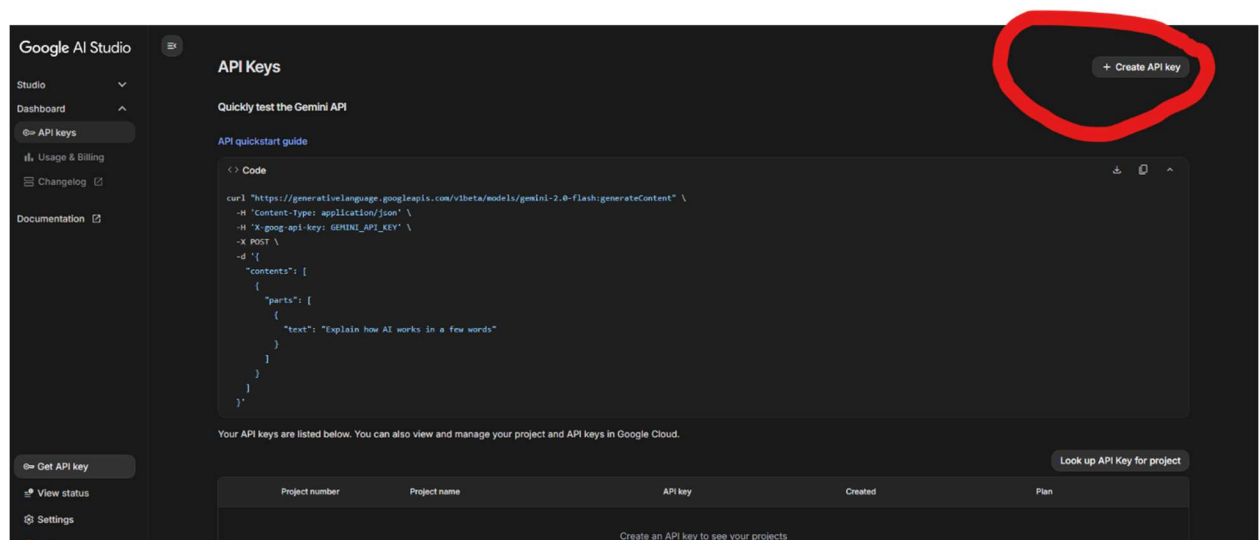 Google AI Studio
Studio
Dashboard
API keys
Usage & Billing
Changelog
Documentation
Get API key
View status
Settings
API Keys
+ Create API key
Quickly test the Gemini API
API quickstart guide
<> Code
curl "https://generativelanguage.googleapis.com/v1beta/models/gemini-2.0-flash:generateContent" \
-H 'Content-Type: application/json' \
-H 'X-goog-api-key: GEMINI_API_KEY' \
-X POST \
-d '{
"contents": [
{
"parts": [
{
"text": "Explain how AI works in a few words"
}
]
}
]
}'
Your API keys are listed below. You can also view and manage your project and API keys in Google Cloud.
Look up API Key for project
Project number Project name API key Created Plan
Create an API key to see your projects